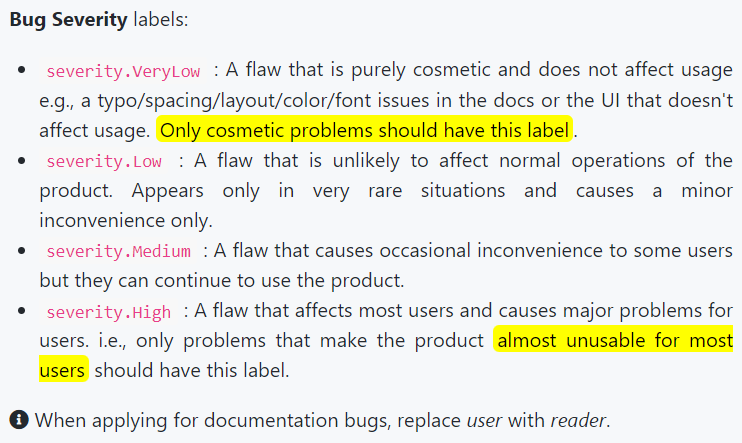 Bug Severity labels:
• severity.VeryLow : A flaw that is purely cosmetic and does not affect usage
e.g., a typo/spacing/layout/color/font issues in the docs or the UI that doesn't
affect usage. Only cosmetic problems should have this label.
• severity.Low : A flaw that is unlikely to affect normal operations of the
product. Appears only in very rare situations and causes a minor
inconvenience only.
• severity.Medium : A flaw that causes occasional inconvenience to some users
but they can continue to use the product.
• severity.High : A flaw that affects most users and causes major problems for
users. i.e., only problems that make the product almost unusable for most
users should have this label.
When applying for documentation bugs, replace user with reader.